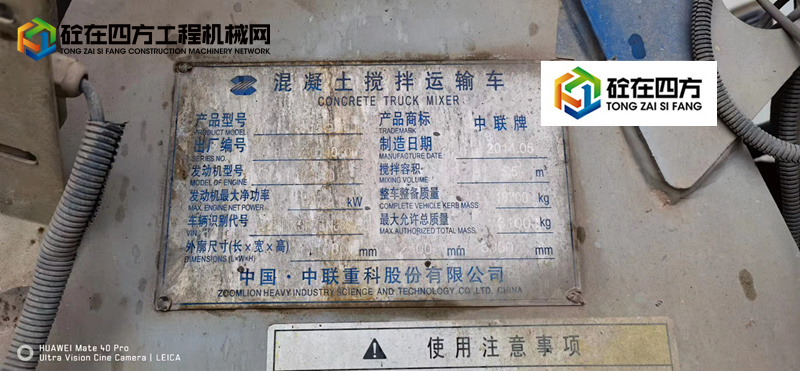 砼在四方工程机械网
TONG ZAI SI FANG CONSTRUCTION MACHINERY NETWORK
砼在四方
TONG ZAI SI FANG
混凝土搅拌运输车
CONCRETE TRUCK MIXER
产品型号
PRODUCT MODEL
产品商标 中联牌
TRADEMARK
出厂编号
SERIES NO.
制造日期 2014.06
MANUFACTURE DATE
发动机型号
MODEL OF ENGINE
搅拌容积 m³
MIXING VOLUME
发动机最大净功率 kW
MAX. ENGINE NET POWER
整车整备质量 kg
COMPLETE VEHICLE KERB MASS
车辆识别代号
VIN
最大允许总质量 kg
MAX. AUTHORIZED TOTAL MASS
外廓尺寸(长×宽×高) mm mm mm
DIMENSIONS (L×W×H)
中国·中联重科股份有限公司
ZOOMLION HEAVY INDUSTRY SCIENCE AND TECHNOLOGY CO.,LTD. CHINA
使用注意事项
HUAWEI Mate 40 Pro
Ultra Vision Cine Camera | LEICA